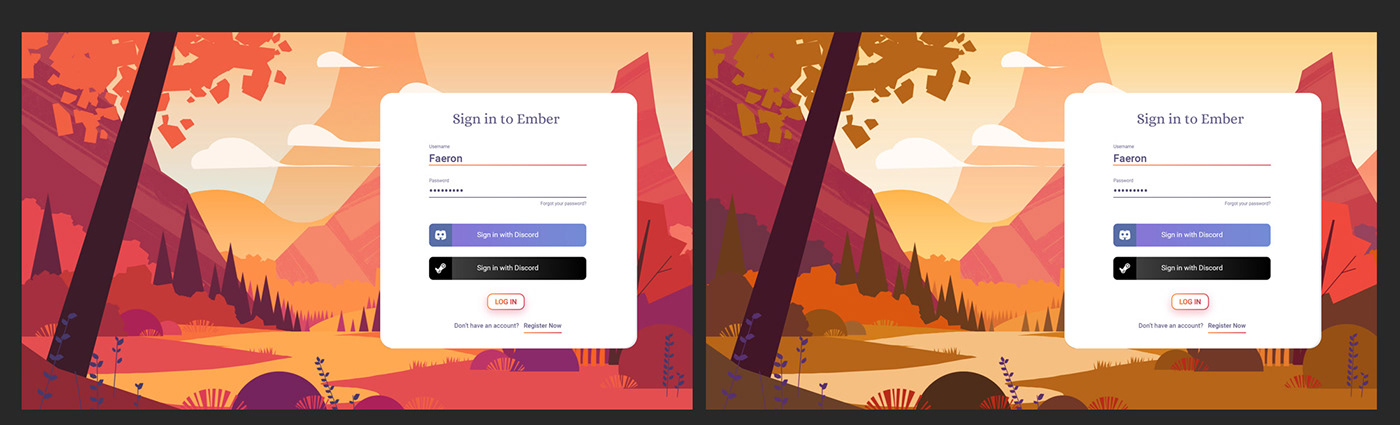 Sign in to Ember
Username
Faeron
Password
•••••••••
Forgot your password?
Sign in with Discord
Sign in with Discord
LOG IN
Don't have an account? Register Now
Sign in to Ember
Username
Faeron
Password
•••••••••
Forgot your password?
Sign in with Discord
Sign in with Discord
LOG IN
Don't have an account? Register Now